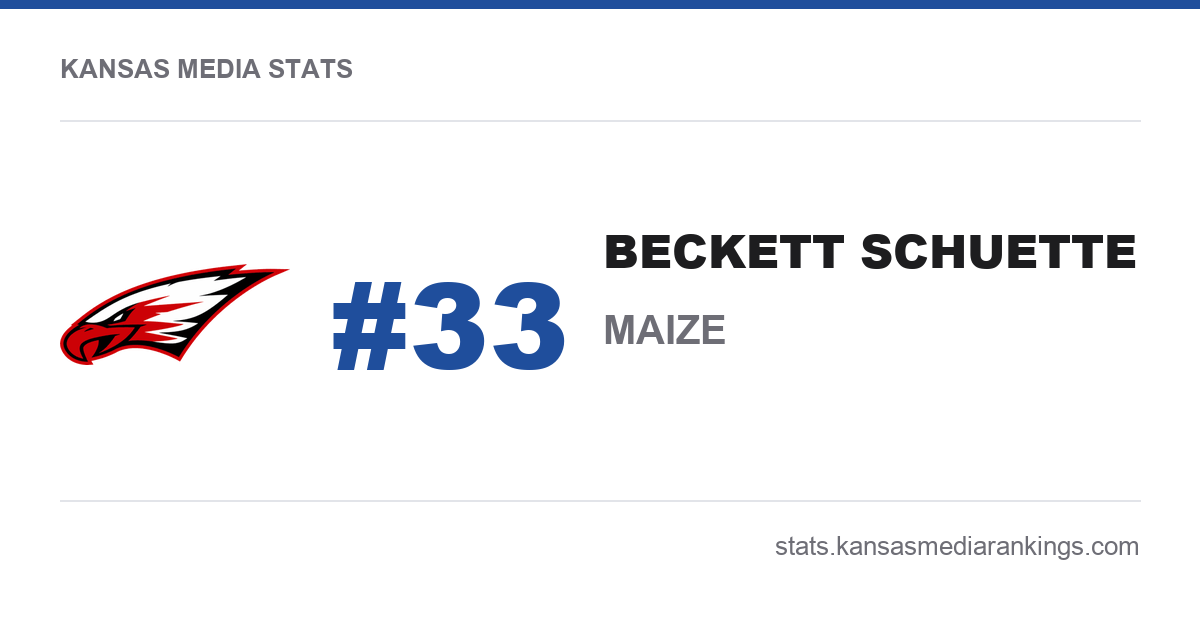 KANSAS MEDIA STATS
#33
BECKETT SCHUETTE
MAIZE
stats.kansasmediarankings.com